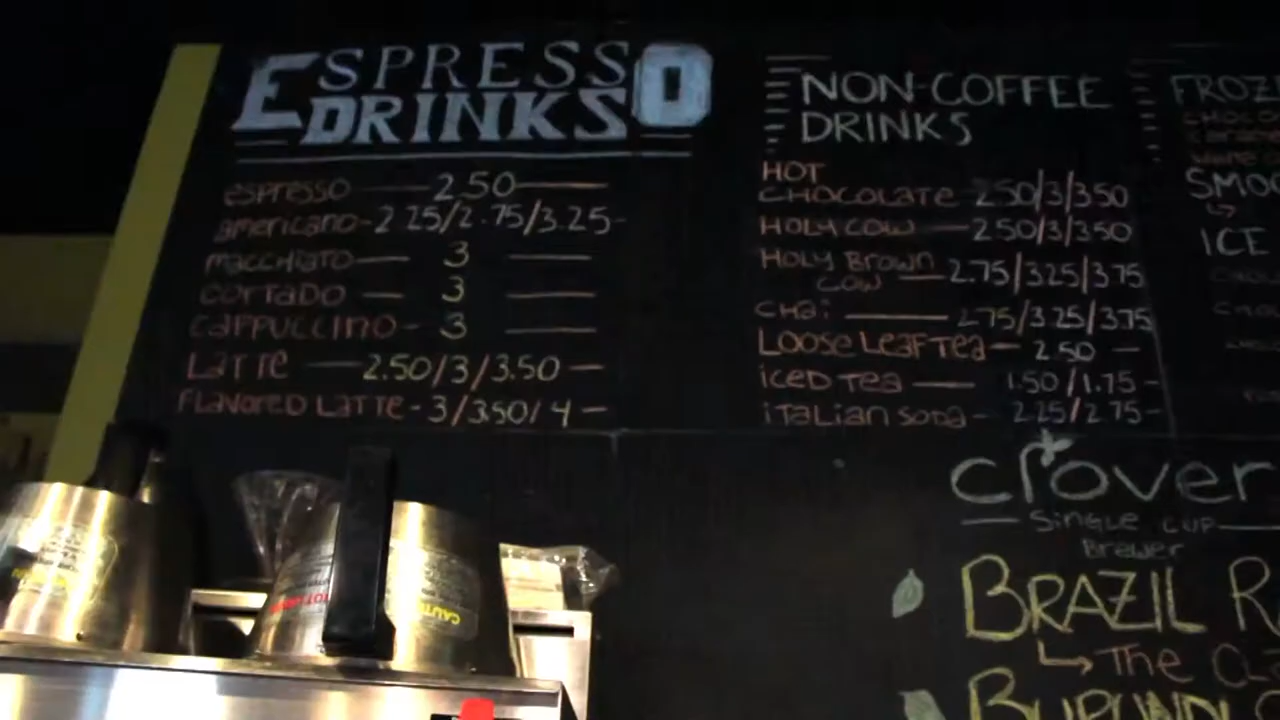 ESPRESSO
DRINKS
espresso 2.50
americano-2.25/2.75/3.25-
macchiato 3
cortado 3
cappuccino- 3
Latte 2.50/3/3.50
Flavored Latte-3/3.50/4
NON-COFFEE
DRINKS
HOT
CHOCOLATE 2.50/3/3.50
HOLY COW 2.50/3/3.50
HOLY BROWN
COW 2.75/3.25/3.75
CHai 2.75/3.25/3.75
Loose Leaf Tea 2.50
iced Tea 1.50/1.75-
italian soda- 2.25/2.75-
ICE
clover
Single cup
Brewer
BRAZIL
The
BURUNDI
CAUTION